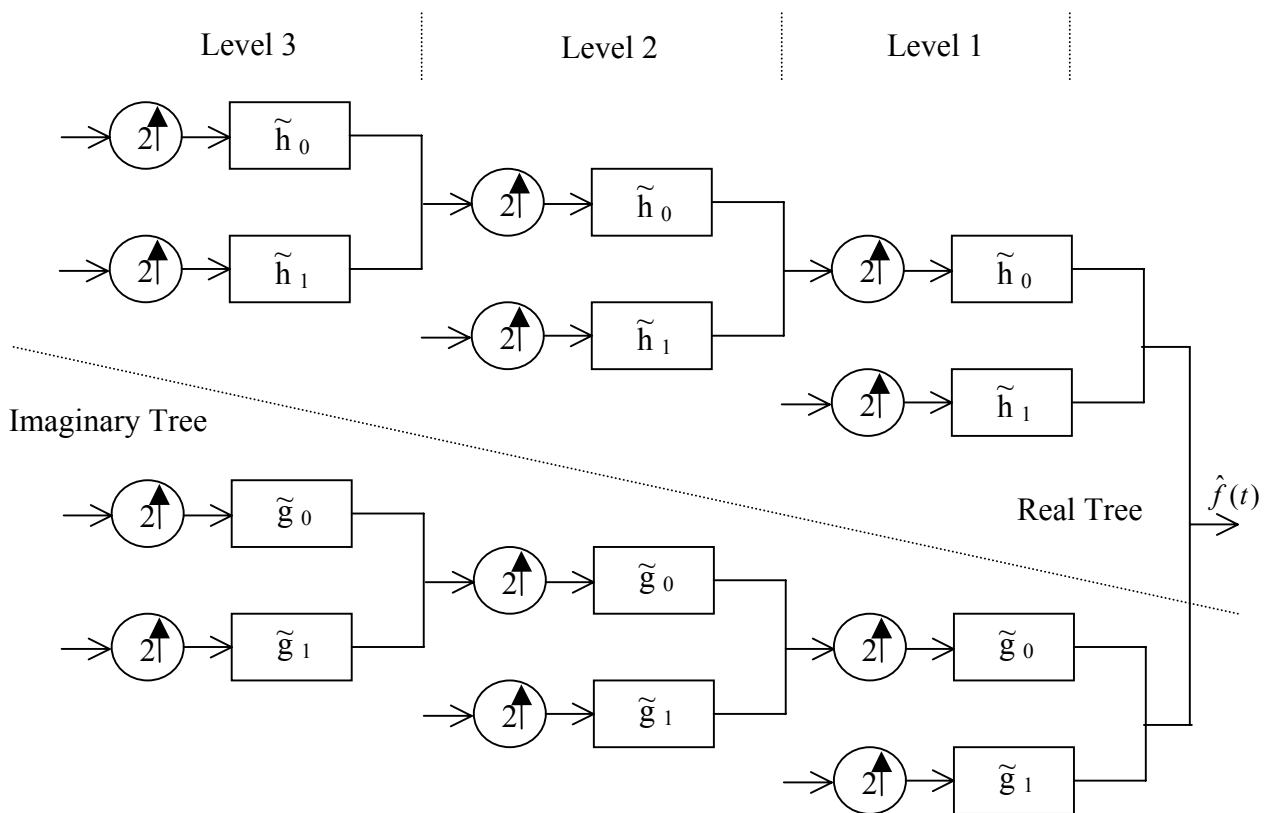 Level 3
Level 2
Level 1
2↑
h̃ 0
2↑
h̃ 0
2↑
h̃ 1
2↑
h̃ 0
2↑
h̃ 1
2↑
h̃ 1
Imaginary Tree
2↑
g̃ 0
Real Tree
f̂(t)
2↑
g̃ 0
2↑
g̃ 1
2↑
g̃ 0
2↑
g̃ 1
2↑
g̃ 1